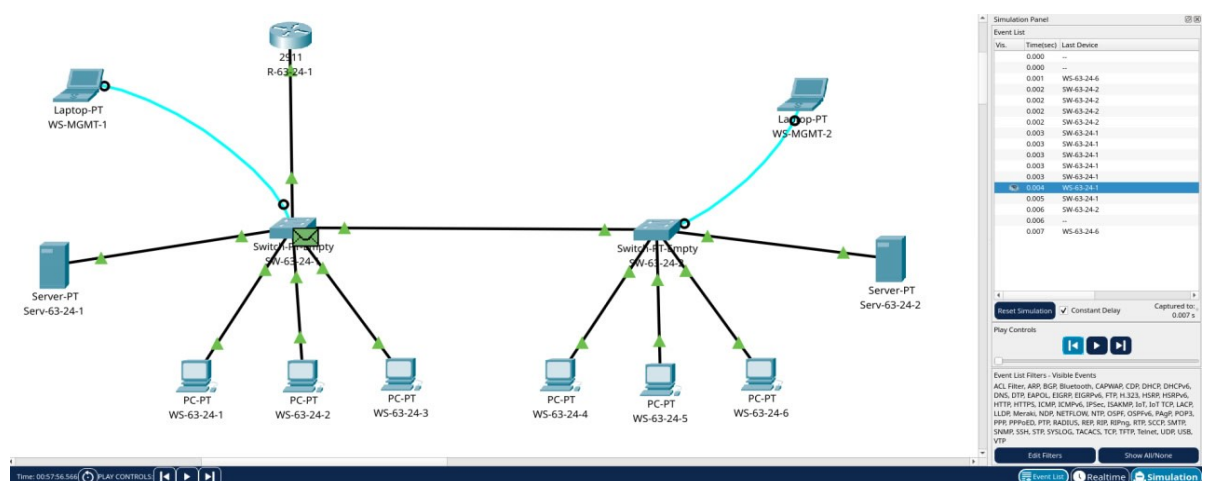 2911
R-63-24-1
Laptop-PT
WS-MGMT-1
Laptop-PT
WS-MGMT-2
Switch-PT-Empty
SW-63-24-1
Switch-PT-Empty
SW-63-24-2
Server-PT
Serv-63-24-1
Server-PT
Serv-63-24-2
PC-PT
WS-63-24-1
PC-PT
WS-63-24-2
PC-PT
WS-63-24-3
PC-PT
WS-63-24-4
PC-PT
WS-63-24-5
PC-PT
WS-63-24-6
Simulation Panel
Event List
Vis. Time(sec) Last Device
0.000 --
0.000 --
0.001 WS-63-24-6
0.002 SW-63-24-2
0.002 SW-63-24-2
0.002 SW-63-24-2
0.002 SW-63-24-2
0.003 SW-63-24-1
0.003 SW-63-24-1
0.003 SW-63-24-1
0.003 SW-63-24-1
0.003 SW-63-24-1
0.004 WS-63-24-1
0.005 SW-63-24-1
0.006 SW-63-24-2
0.006 --
0.007 WS-63-24-6
Reset Simulation Constant Delay Captured to:
0.007 s
Play Controls
Event List Filters - Visible Events
ACL Filter, ARP, BGP, Bluetooth, CAPWAP, CDP, DHCP, DHCPv6,
DNS, DTP, EAPOL, EIGRP, EIGRPv6, FTP, H.323, HSRP, HSRPv6,
HTTP, HTTPS, ICMP, ICMPv6, IPSec, ISAKMP, IoT, IoT TCP, LACP,
LLDP, Meraki, NDP, NETFLOW, NTP, OSPF, OSPFv6, PAgP, POP3,
PPP, PPPoED, PTP, RADIUS, REP, RIP, RIPng, RTP, SCCP, SMTP,
SNMP, SSH, STP, SYSLOG, TACACS, TCP, TFTP, Telnet, UDP, USB,
VTP
Edit Filters Show All/None
Time: 00:57:56.566 PLAY CONTROLS: Event List Realtime Simulation